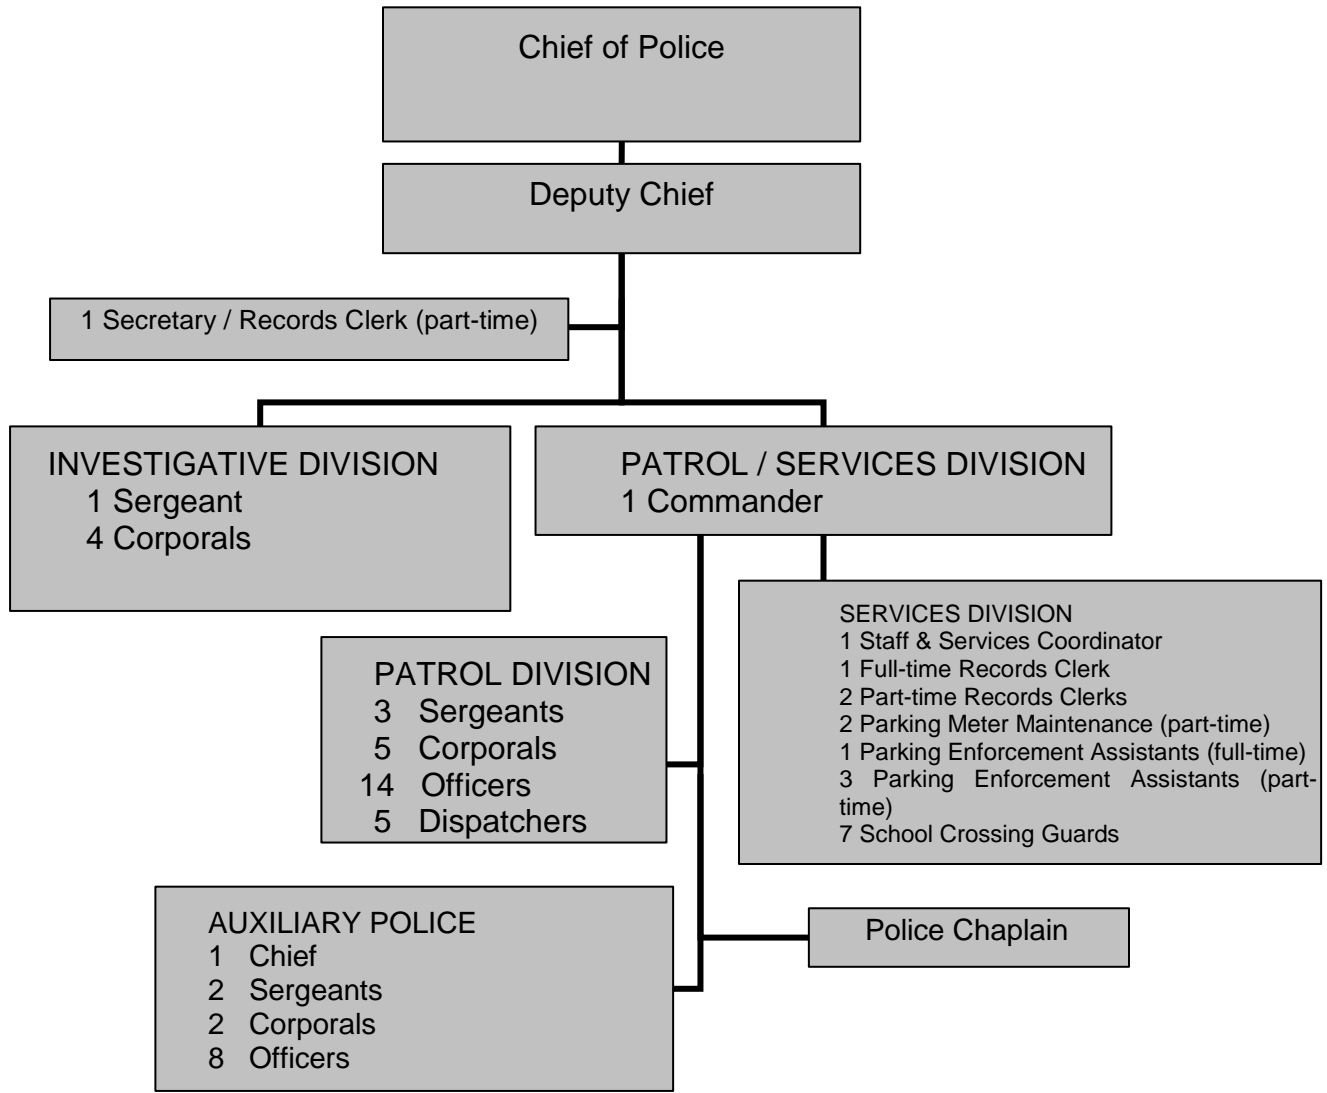 Chief of Police
Deputy Chief
1 Secretary / Records Clerk (part-time)
INVESTIGATIVE DIVISION
1 Sergeant
4 Corporals
PATROL / SERVICES DIVISION
1 Commander
SERVICES DIVISION
1 Staff & Services Coordinator
1 Full-time Records Clerk
2 Part-time Records Clerks
2 Parking Meter Maintenance (part-time)
1 Parking Enforcement Assistants (full-time)
3 Parking Enforcement Assistants (part-
time)
7 School Crossing Guards
PATROL DIVISION
3 Sergeants
5 Corporals
14 Officers
5 Dispatchers
AUXILIARY POLICE
1 Chief
2 Sergeants
2 Corporals
8 Officers
Police Chaplain